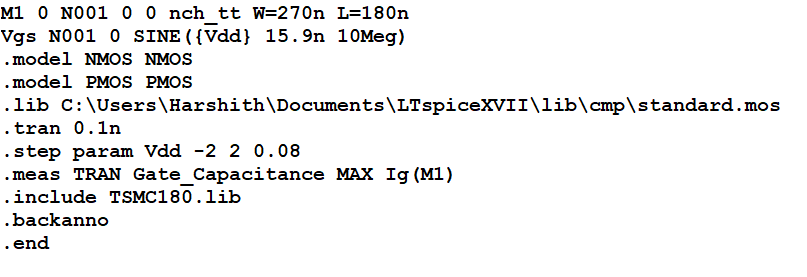 M1 0 N001 0 0 nch_tt W=270n L=180n
Vgs N001 0 SINE({Vdd} 15.9n 10Meg)
.model NMOS NMOS
.model PMOS PMOS
.lib C:\Users\Harshith\Documents\LTspiceXVII\lib\cmp\standard.mos
.tran 0.1n
.step param Vdd -2 2 0.08
.meas TRAN Gate_Capacitance MAX Ig(M1)
.include TSMC180.lib
.backanno
.end